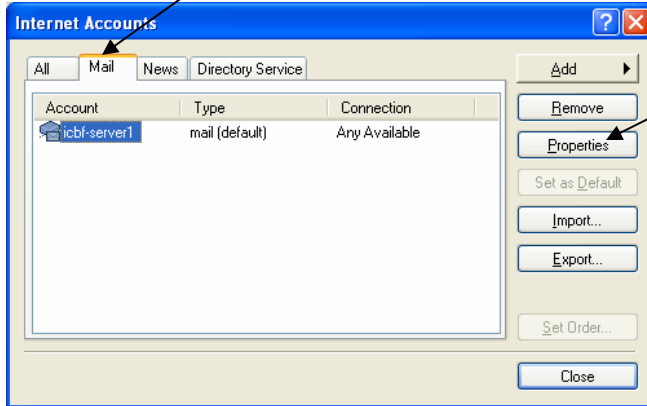 Internet Accounts
All Mail News Directory Service
Add
Account Type Connection
Remove
icbf-server1 mail (default) Any Available
Properties
Set as Default
Import...
Export...
Set Order...
Close